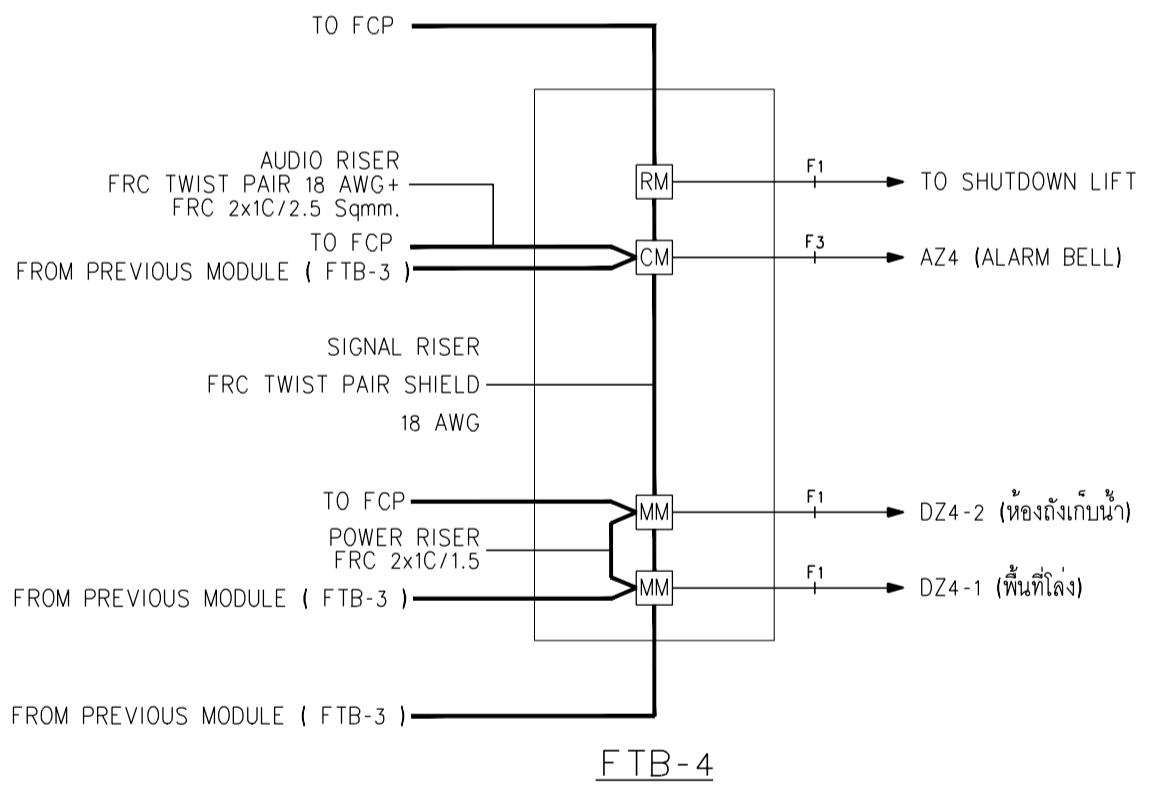 TO FCP
AUDIO RISER
FRC TWIST PAIR 18 AWG+
FRC 2x1C/2.5 Sqmm.
RM
F1
TO SHUTDOWN LIFT
TO FCP
FROM PREVIOUS MODULE ( FTB-3 )
CM
F3
AZ4 (ALARM BELL)
SIGNAL RISER
FRC TWIST PAIR SHIELD
18 AWG
TO FCP
MM
F1
DZ4-2 (ห้องถังเก็บน้ำ)
POWER RISER
FRC 2x1C/1.5
FROM PREVIOUS MODULE ( FTB-3 )
MM
F1
DZ4-1 (พื้นที่โล่ง)
FROM PREVIOUS MODULE ( FTB-3 )
FTB-4